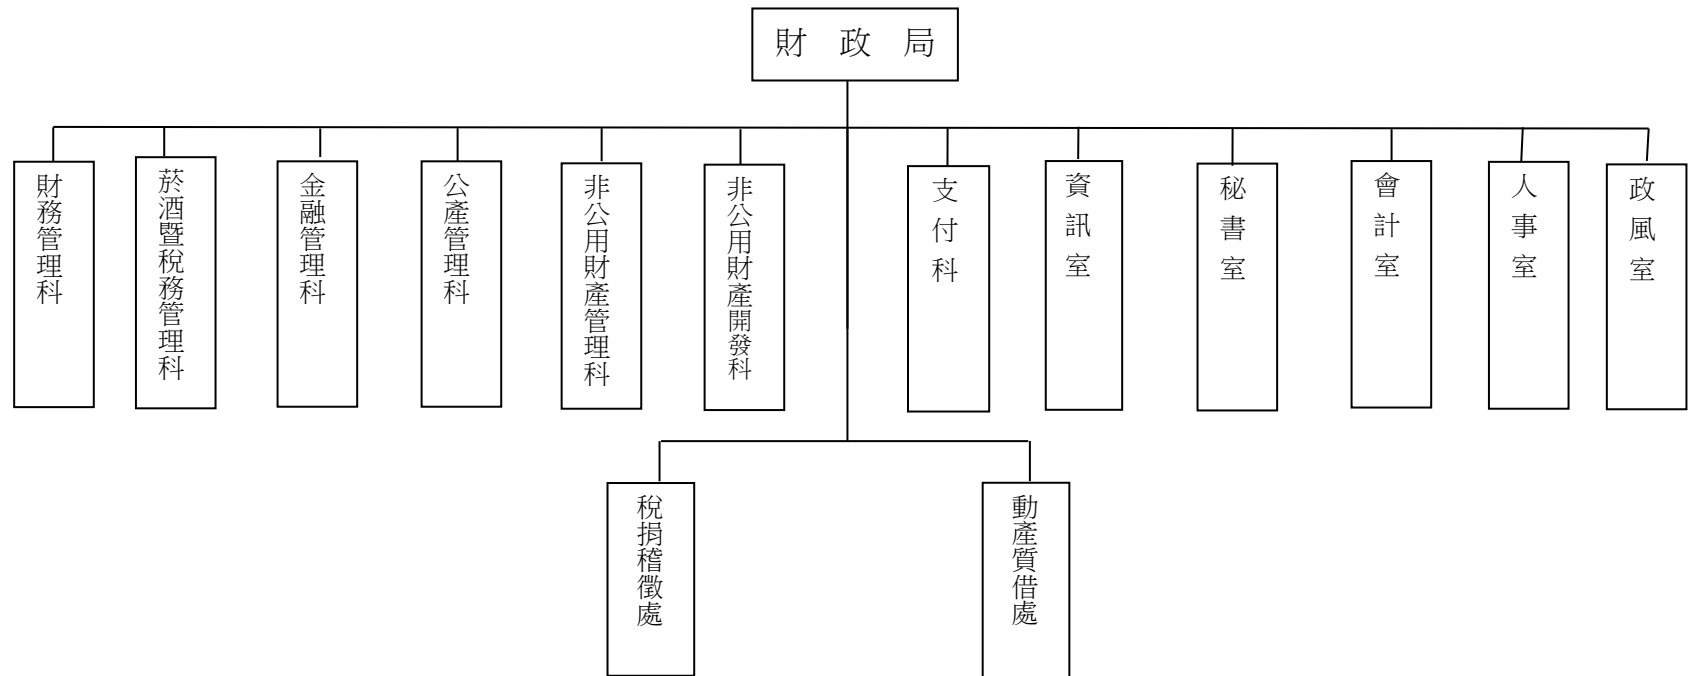 財政局
財務管理科
菸酒暨稅務管理科
金融管理科
公產管理科
非公用財產管理科
非公用財產開發科
支付科
資訊室
秘書室
會計室
人事室
政風室
稅捐稽徵處
動產質借處